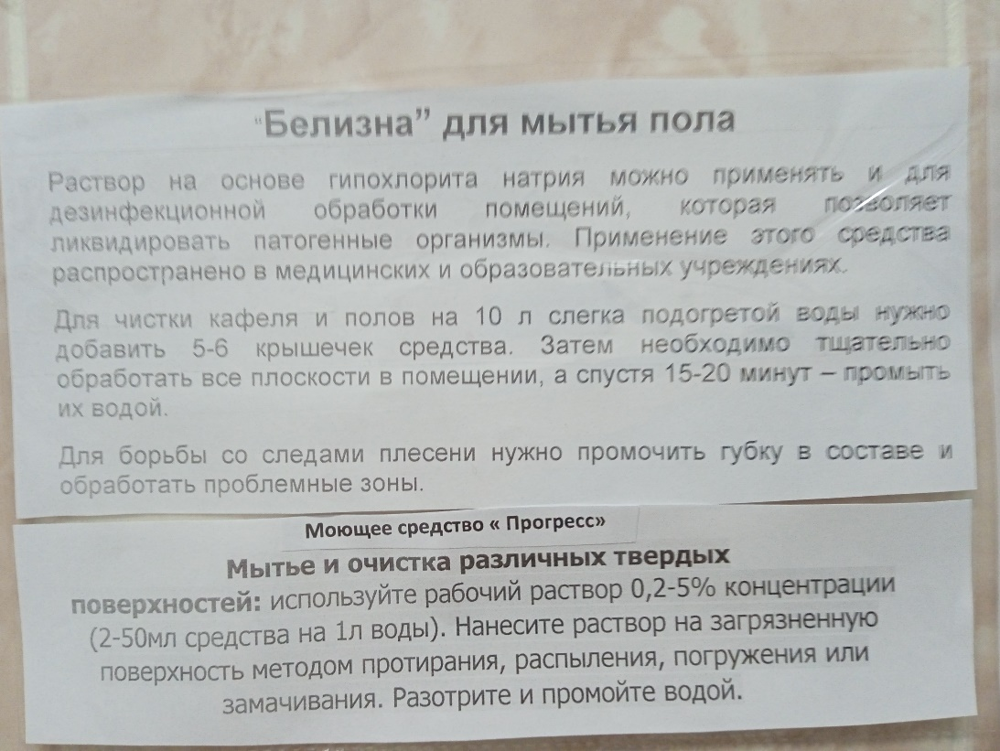 “Белизна” для мытья пола
Раствор на основе гипохлорита натрия можно применять и для
дезинфекционной обработки помещений, которая позволяет
ликвидировать патогенные организмы. Применение этого средства
распространено в медицинских и образовательных учреждениях.
Для чистки кафеля и полов на 10 л слегка подогретой воды нужно
добавить 5-6 крышечек средства. Затем необходимо тщательно
обработать все плоскости в помещении, а спустя 15-20 минут – промыть
их водой.
Для борьбы со следами плесени нужно промочить губку в составе и
обработать проблемные зоны.
Моющее средство « Прогресс»
Мытье и очистка различных твердых
поверхностей: используйте рабочий раствор 0,2-5% концентрации
(2-50мл средства на 1л воды). Нанесите раствор на загрязненную
поверхность методом протирания, распыления, погружения или
замачивания. Разотрите и промойте водой.